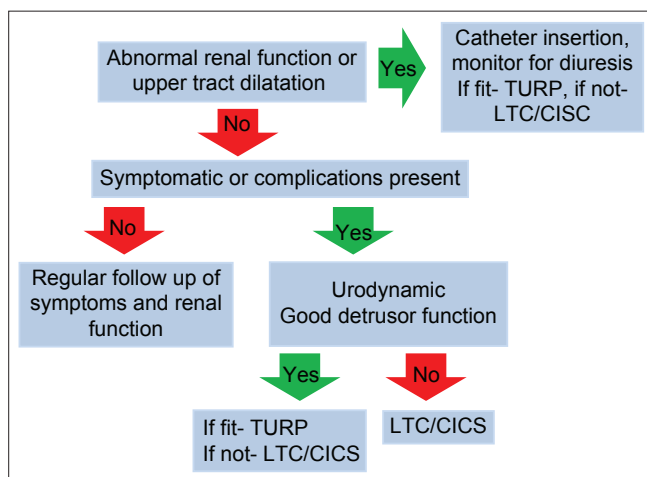 Abnormal renal function or
upper tract dilatation
Yes
Catheter insertion,
monitor for diuresis
If fit- TURP, if not-
LTC/CISC
No
Symptomatic or complications present
No
Yes
Regular follow up of
symptoms and renal
function
Urodynamic
Good detrusor function
Yes
No
If fit- TURP
If not- LTC/CICS
LTC/CICS